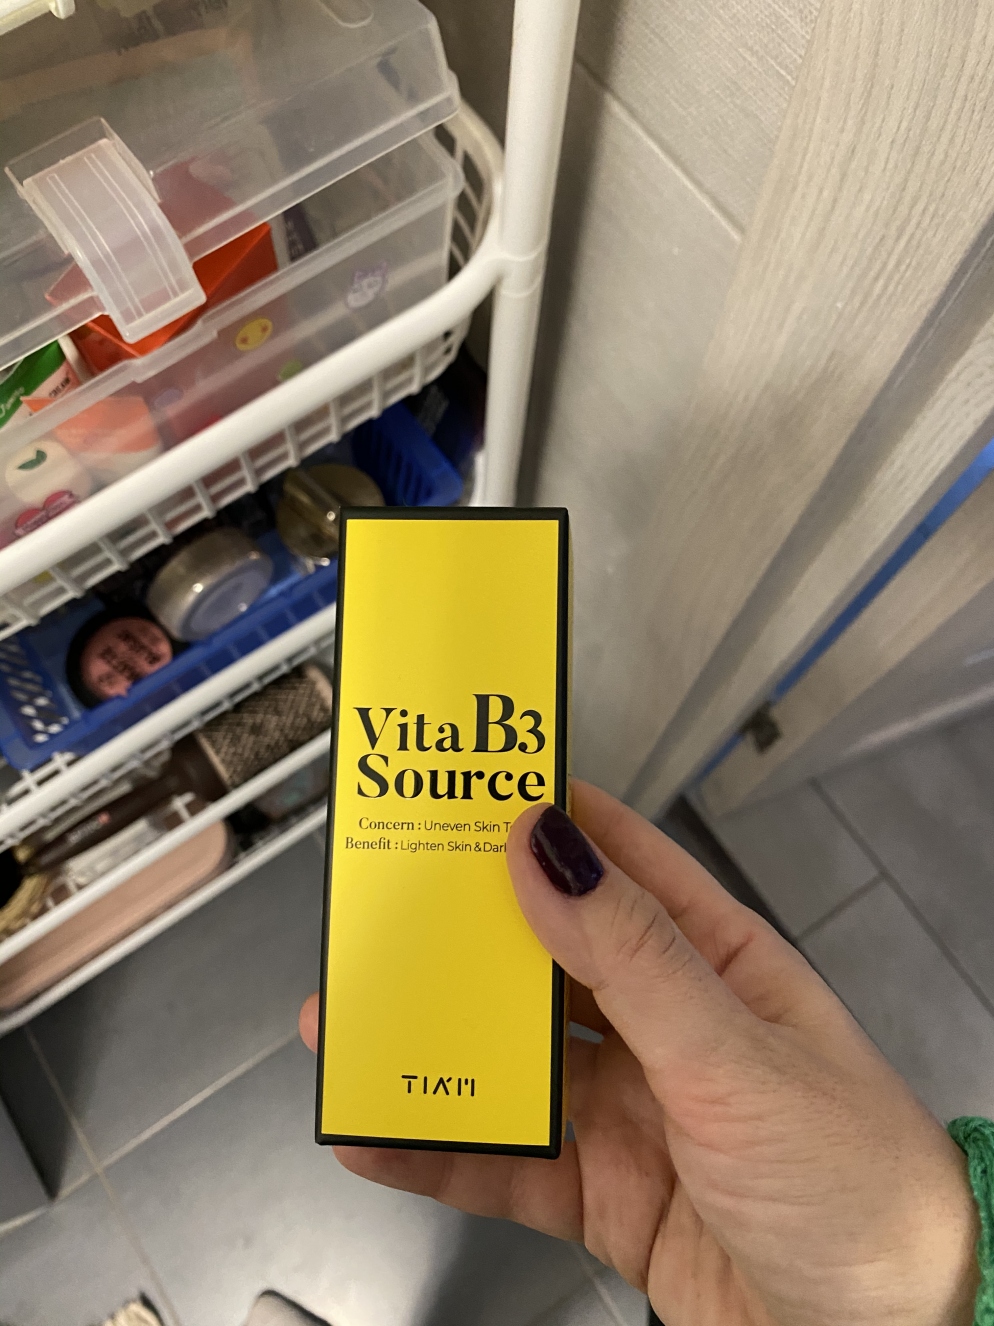 Vita B3
Source
Concern : Uneven Skin
Benefit : Lighten Skin & Dark
TIAM